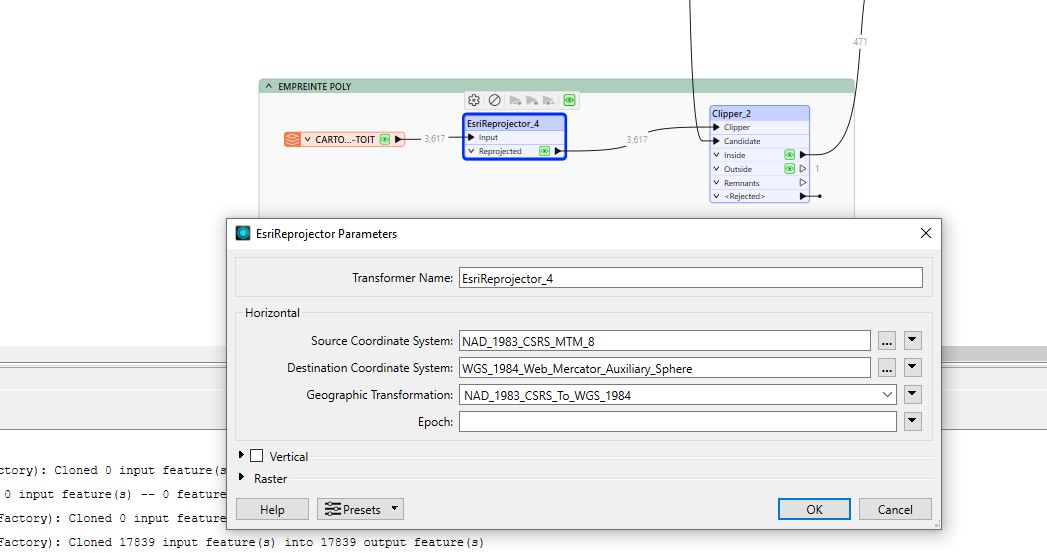 471
EMPREINTE POLY
EsriReprojector_4
Clipper_2
CARTO...-TOIT
3,617
Input
Reprojected
3,617
Clipper
Candidate
Inside
Outside
1
Remnants
<Rejected>
EsriReprojector Parameters
Transformer Name: EsriReprojector_4
Horizontal
Source Coordinate System: NAD_1983_CSRS_MTM_8 ...
Destination Coordinate System: WGS_1984_Web_Mercator_Auxiliary_Sphere ...
Geographic Transformation: NAD_1983_CSRS_To_WGS_1984
Epoch:
Vertical
Raster
Help Presets OK Cancel
ctory): Cloned 0 input feature(s
0 input feature(s) -- 0 feature
Factory): Cloned 0 input feature
Factory): Cloned 17839 input feature(s) into 17839 output feature(s)